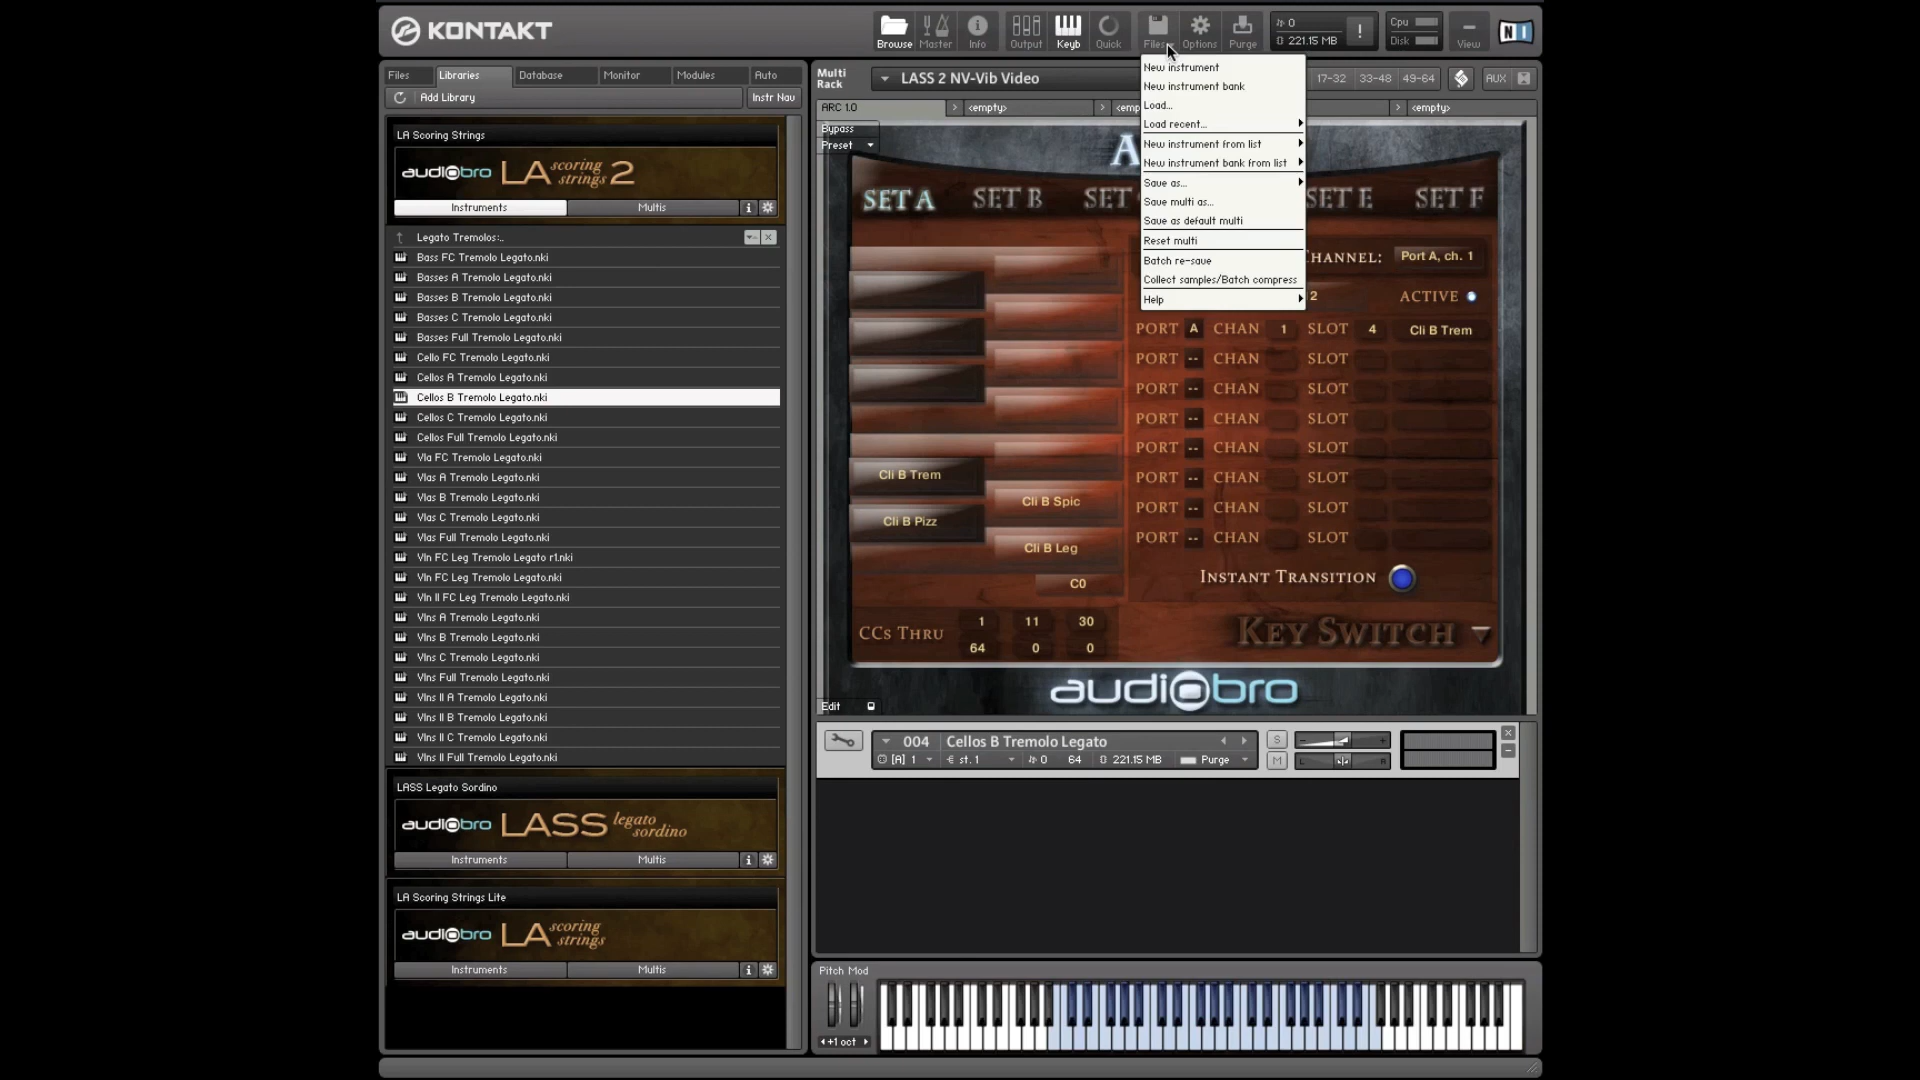 KONTAKT
Browse Master Info Output Keyb Quick Files Options Purge
0
221.15 MB
!
Cpu
Disk
View
Files Libraries Database Monitor Modules Auto
Add Library
Instr Nav
LA Scoring Strings
audiobro LA scoring strings 2
Instruments Multis
Legato Tremolos:..
Bass FC Tremolo Legato.nki
Basses A Tremolo Legato.nki
Basses B Tremolo Legato.nki
Basses C Tremolo Legato.nki
Basses Full Tremolo Legato.nki
Cello FC Tremolo Legato.nki
Cellos A Tremolo Legato.nki
Cellos B Tremolo Legato.nki
Cellos C Tremolo Legato.nki
Cellos Full Tremolo Legato.nki
Vla FC Tremolo Legato.nki
Vlas A Tremolo Legato.nki
Vlas B Tremolo Legato.nki
Vlas C Tremolo Legato.nki
Vlas Full Tremolo Legato.nki
Vln FC Leg Tremolo Legato r1.nki
Vln FC Leg Tremolo Legato.nki
Vln II FC Leg Tremolo Legato.nki
Vlns A Tremolo Legato.nki
Vlns B Tremolo Legato.nki
Vlns C Tremolo Legato.nki
Vlns Full Tremolo Legato.nki
Vlns II A Tremolo Legato.nki
Vlns II B Tremolo Legato.nki
Vlns II C Tremolo Legato.nki
Vlns II Full Tremolo Legato.nki
LASS Legato Sordino
audiobro LASS legato sordino
Instruments Multis
LA Scoring Strings Lite
audiobro LA scoring strings
Instruments Multis
Multi Rack
LASS 2 NV-Vib Video
17-32 33-48 49-64
AUX
ARC 1.0 <empty> <empty>
Bypass
Preset
New instrument
New instrument bank
Load...
Load recent...
New instrument from list
New instrument bank from list
Save as...
Save multi as...
Save as default multi
Reset multi
Batch re-save
Collect samples/Batch compress
Help
SET A SET B SET E SET F
Port A, ch. 1
2 ACTIVE
PORT A CHAN 1 SLOT 4 Cli B Trem
PORT -- CHAN SLOT
PORT -- CHAN SLOT
PORT -- CHAN SLOT
PORT -- CHAN SLOT
PORT -- CHAN SLOT
PORT -- CHAN SLOT
PORT -- CHAN SLOT
Cli B Trem
Cli B Spic
Cli B Pizz
Cli B Leg
C0
INSTANT TRANSITION
CCS THRU 1 11 30
64 0 0
KEY SWITCH
audiobro
Edit
004 Cellos B Tremolo Legato
[A] 1 st. 1 0 64 221.15 MB Purge
S
M
L R
Pitch Mod
+1 oct